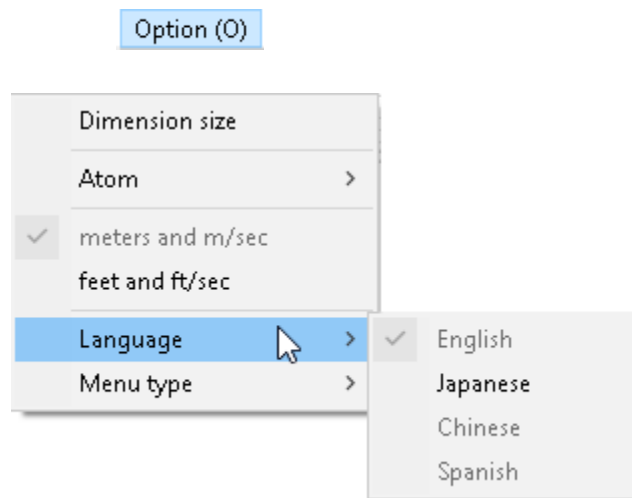 Option (O)
Dimension size
Atom
meters and m/sec
feet and ft/sec
Language
Menu type
English
Japanese
Chinese
Spanish